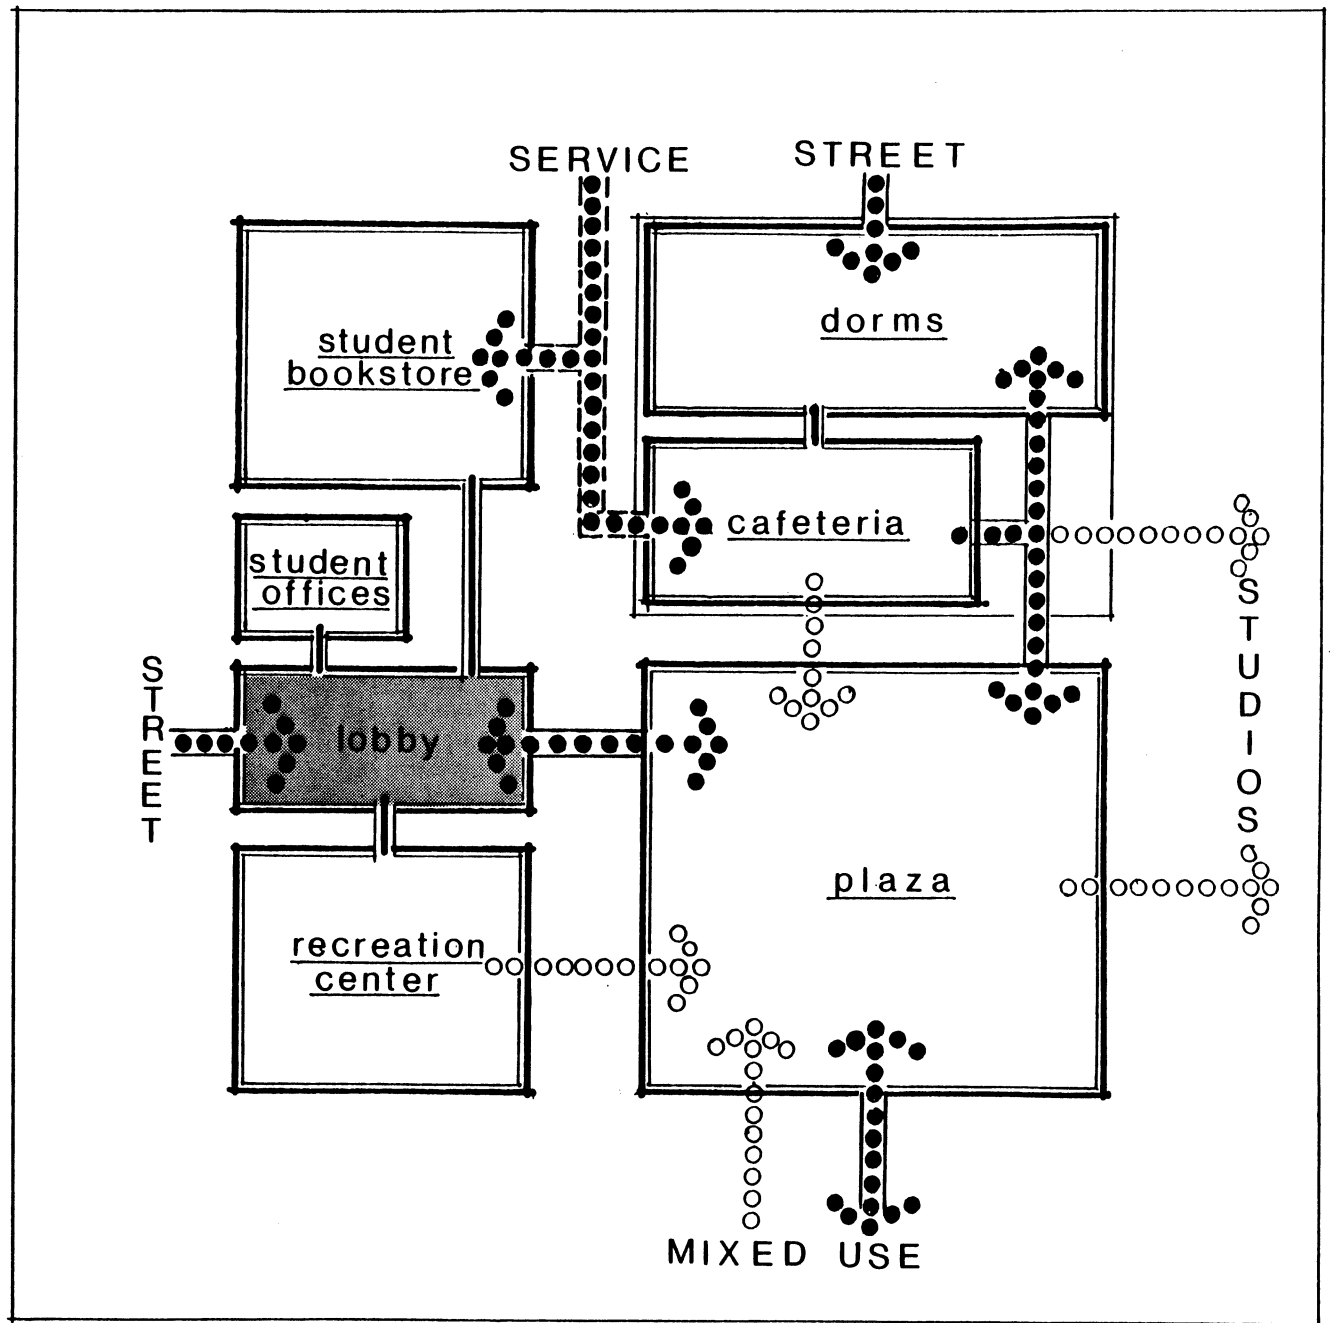 SERVICE
STREET
student
bookstore
dorms
cafeteria
student
offices
STREET
lobby
STUDIOS
plaza
recreation
center
MIXED USE